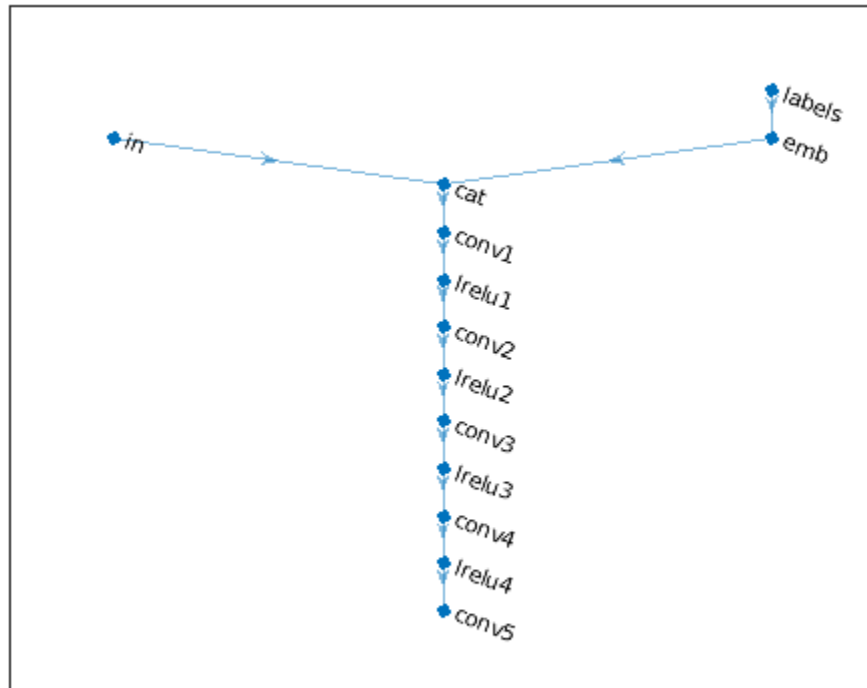 labels
in
emb
cat
conv1
lrelu1
conv2
lrelu2
conv3
lrelu3
conv4
lrelu4
conv5